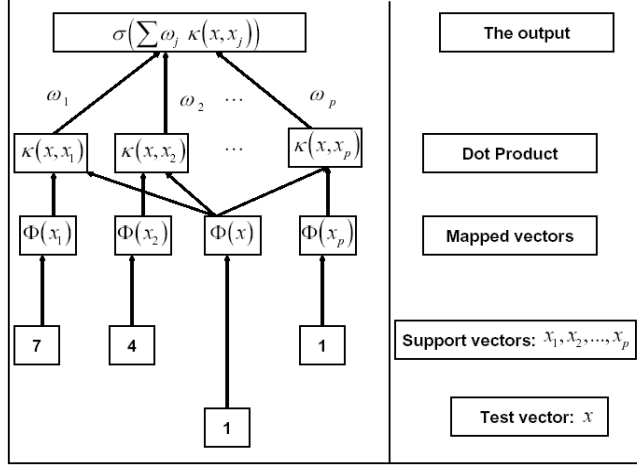 σ(∑ ω_j κ(x, x_j))
The output
ω_1
ω_2
...
ω_p
κ(x, x_1)
κ(x, x_2)
...
κ(x, x_p)
Dot Product
Φ(x_1)
Φ(x_2)
Φ(x)
Φ(x_p)
Mapped vectors
7
4
1
Support vectors: x_1, x_2, ..., x_p
1
Test vector: x